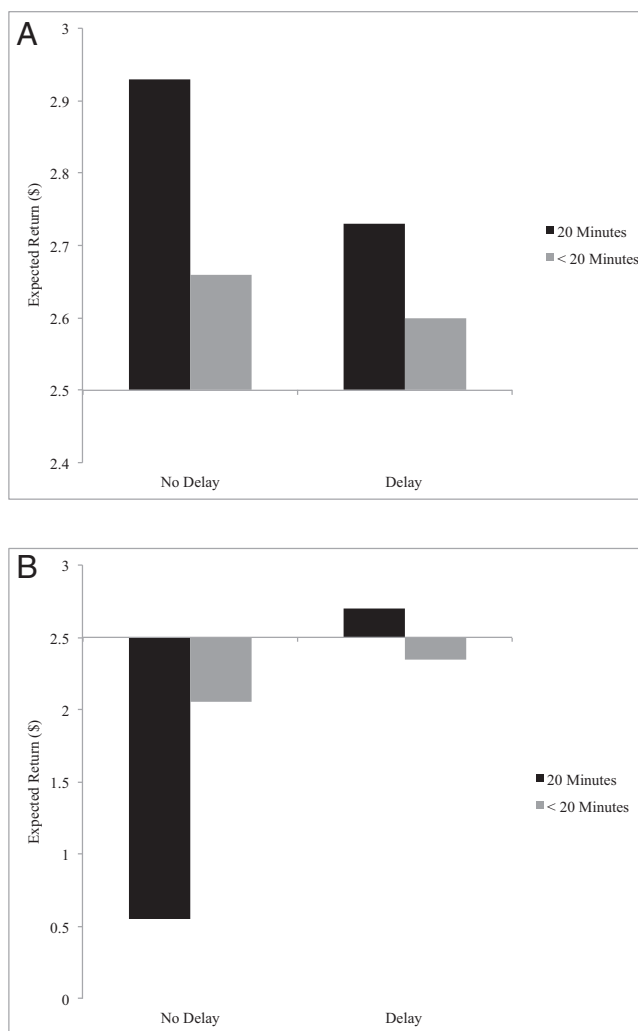 A
3
2.9
2.8
2.7
2.6
2.5
2.4
Expected Return ($)
No Delay
Delay
20 Minutes
< 20 Minutes
B
3
2.5
2
1.5
1
0.5
0
Expected Return ($)
No Delay
Delay
20 Minutes
< 20 Minutes